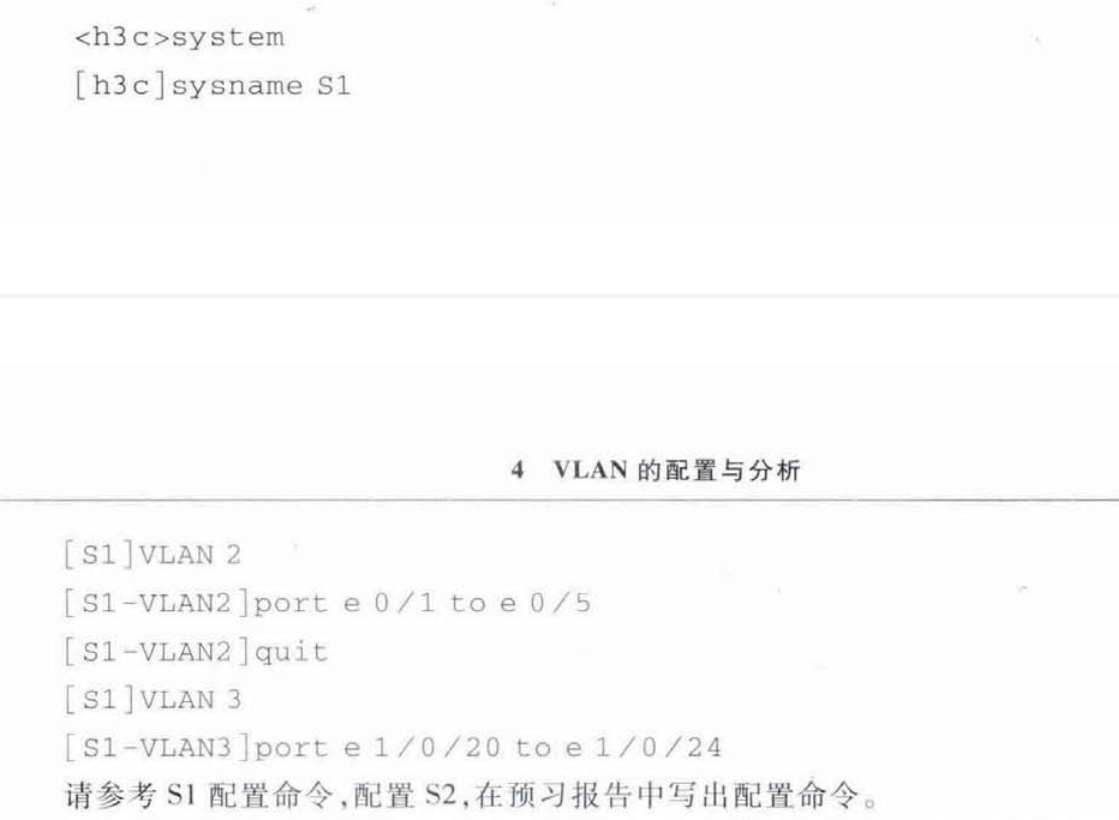 <h3c>system
[h3c]sysname S1
4 VLAN 的配置与分析
[S1]VLAN 2
[S1-VLAN2]port e 0/1 to e 0/5
[S1-VLAN2]quit
[S1]VLAN 3
[S1-VLAN3]port e 1/0/20 to e 1/0/24
请参考 S1 配置命令,配置 S2,在预习报告中写出配置命令。